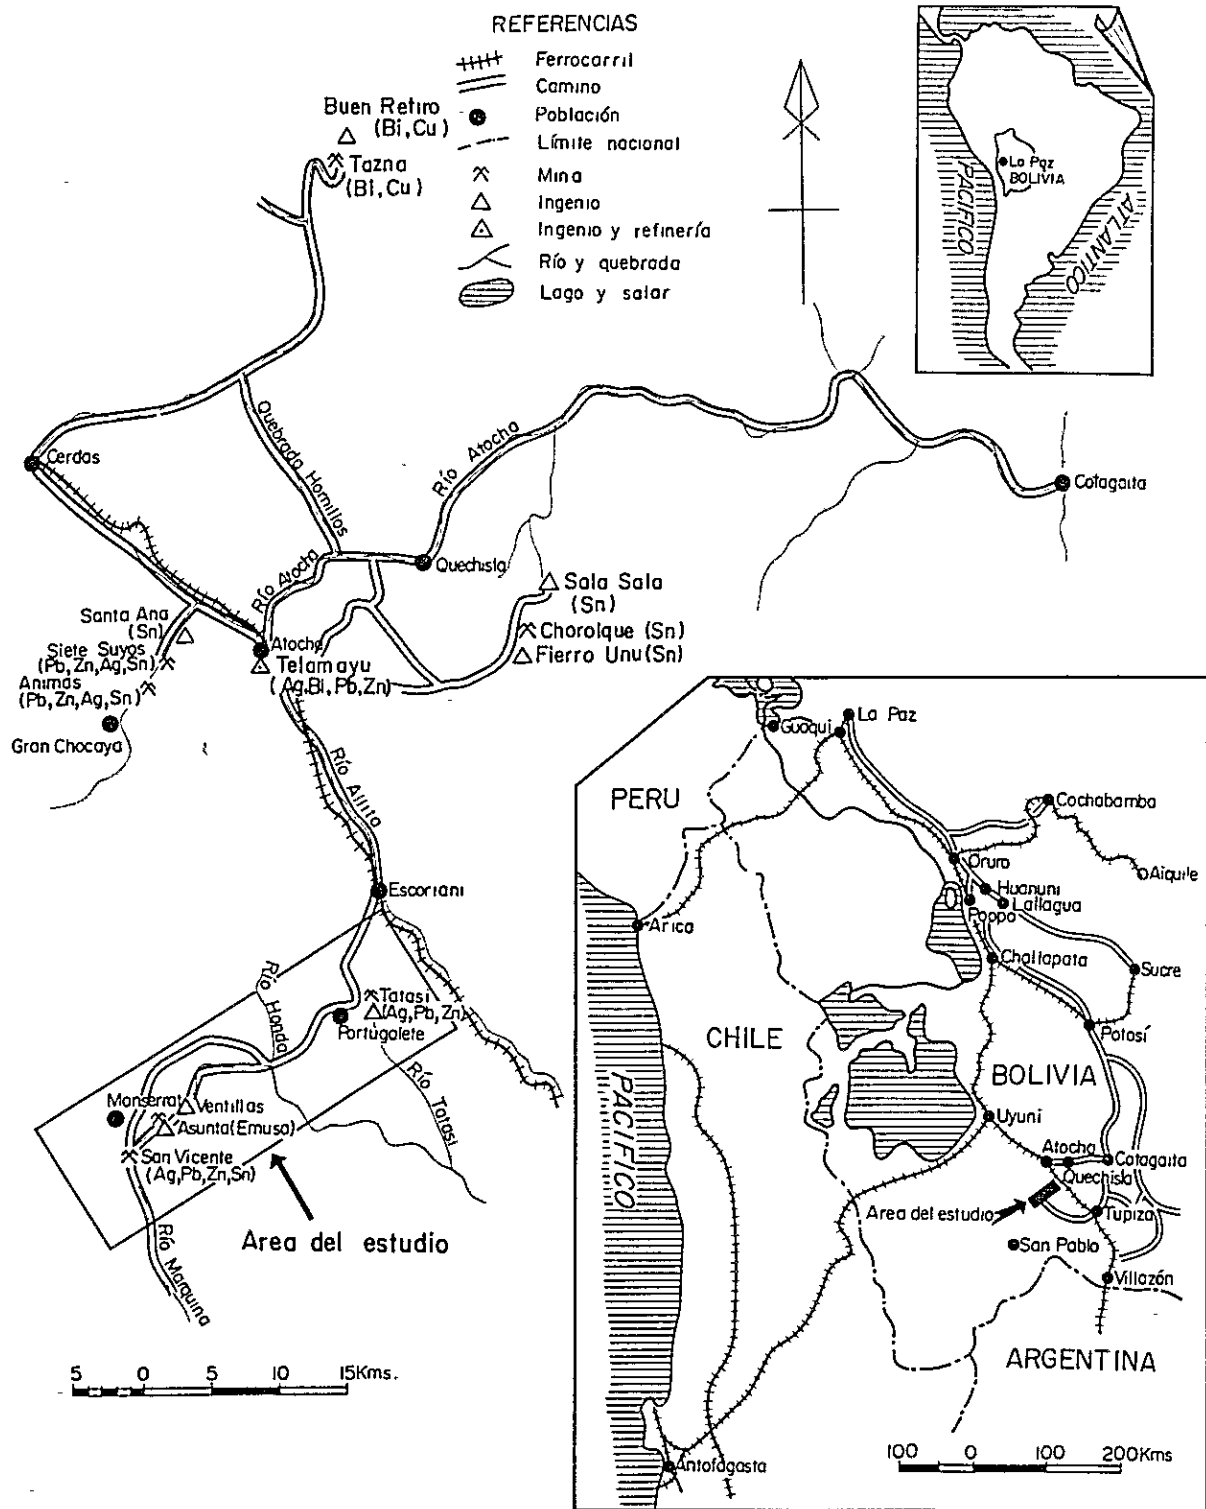 REFERENCIAS
Ferrocarril
Camino
Población
Límite nacional
Mina
Ingenio
Ingenio y refinería
Río y quebrada
Lago y salar
La Paz
BOLIVIA
PACIFICO
ATLANTICO
Buen Retiro
(Bi,Cu)
Tazna
(Bi,Cu)
Cerdas
Quebrada Hornillos
Río Atocha
Cotagaita
Río Atocha
Quechisla
Sala Sala
(Sn)
Chorolque (Sn)
Fierro Unu(Sn)
Santa Ana
(Sn)
Siete Suyos
(Pb,Zn,Ag,Sn)
Animas
(Pb,Zn,Ag,Sn)
Gran Chocaya
Atocha
Telamayu
(Ag,Bi,Pb,Zn)
Río Allita
Escoriani
Río Honda
Tatasi
(Ag,Pb,Zn)
Portugalete
Río Tatasi
Monserrat
Ventillas
Asunta(Emusa)
San Vicente
(Ag,Pb,Zn,Sn)
Area del estudio
Río Marquina
5 0 5 10 15Kms.
Guaqui
La Paz
PERU
Cochabamba
Oruro
Aiquile
Huanuni
Lallagua
Poopo
Arica
Challapata
Sucre
CHILE
Potosí
BOLIVIA
PACIFICO
Uyuni
Atocha
Cotagaita
Quechisla
Area del estudio
Tupiza
San Pablo
Villazón
ARGENTINA
Antofagasta
100 0 100 200Kms